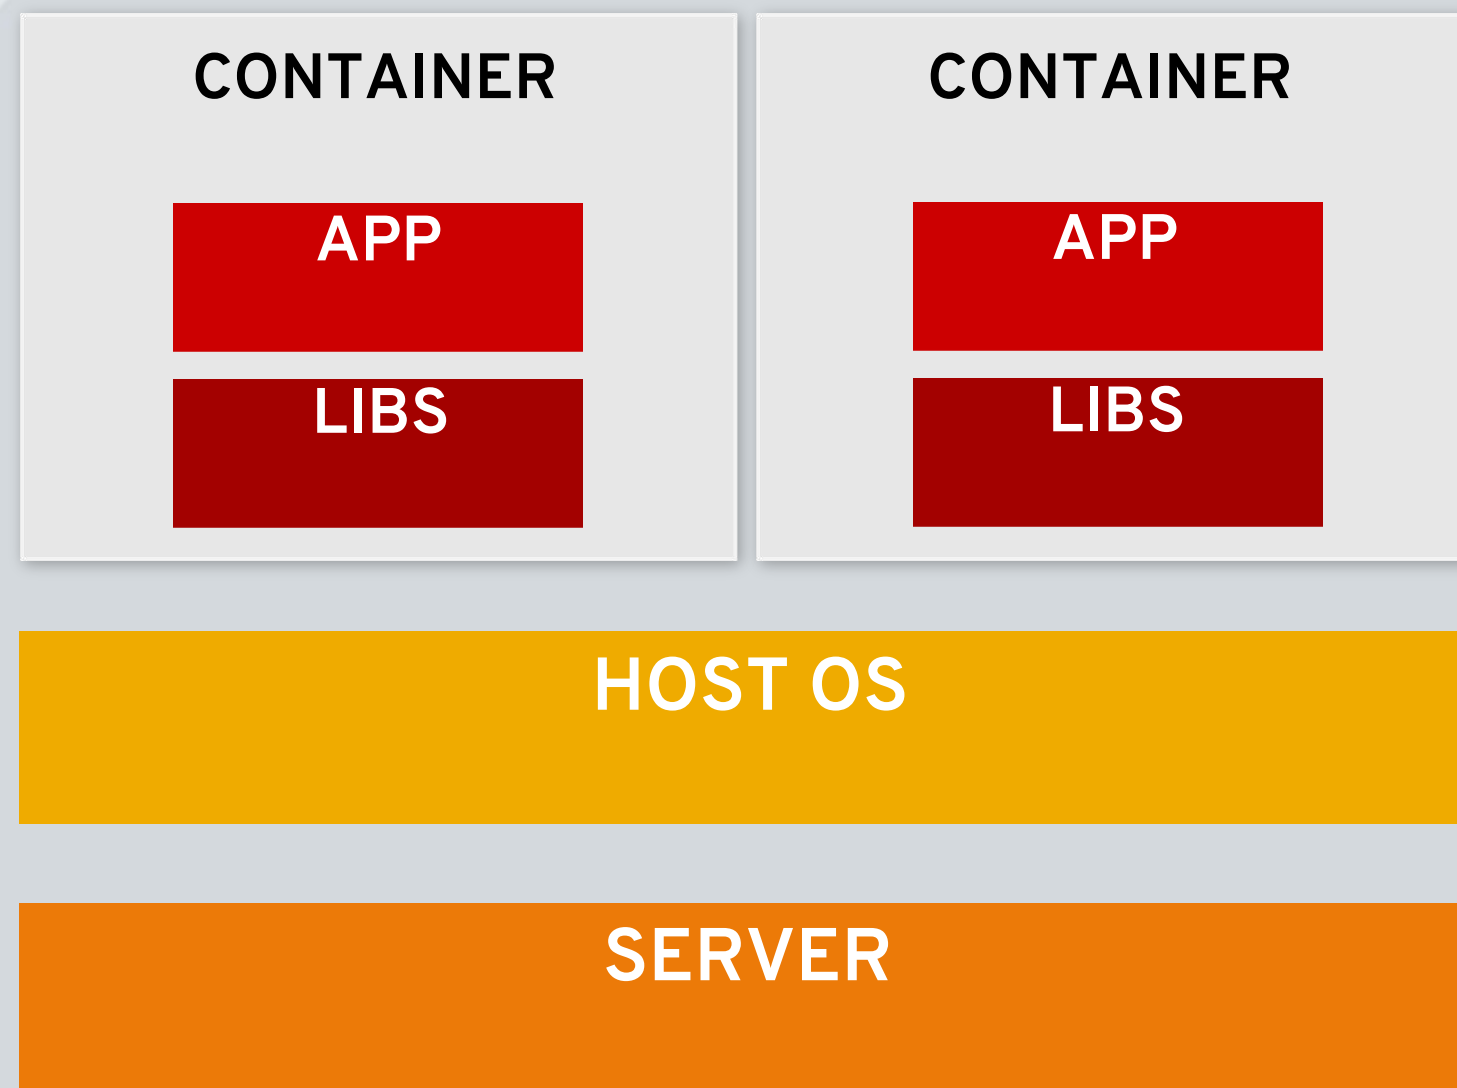 CONTAINER
APP
LIBS
CONTAINER
APP
LIBS
HOST OS
SERVER